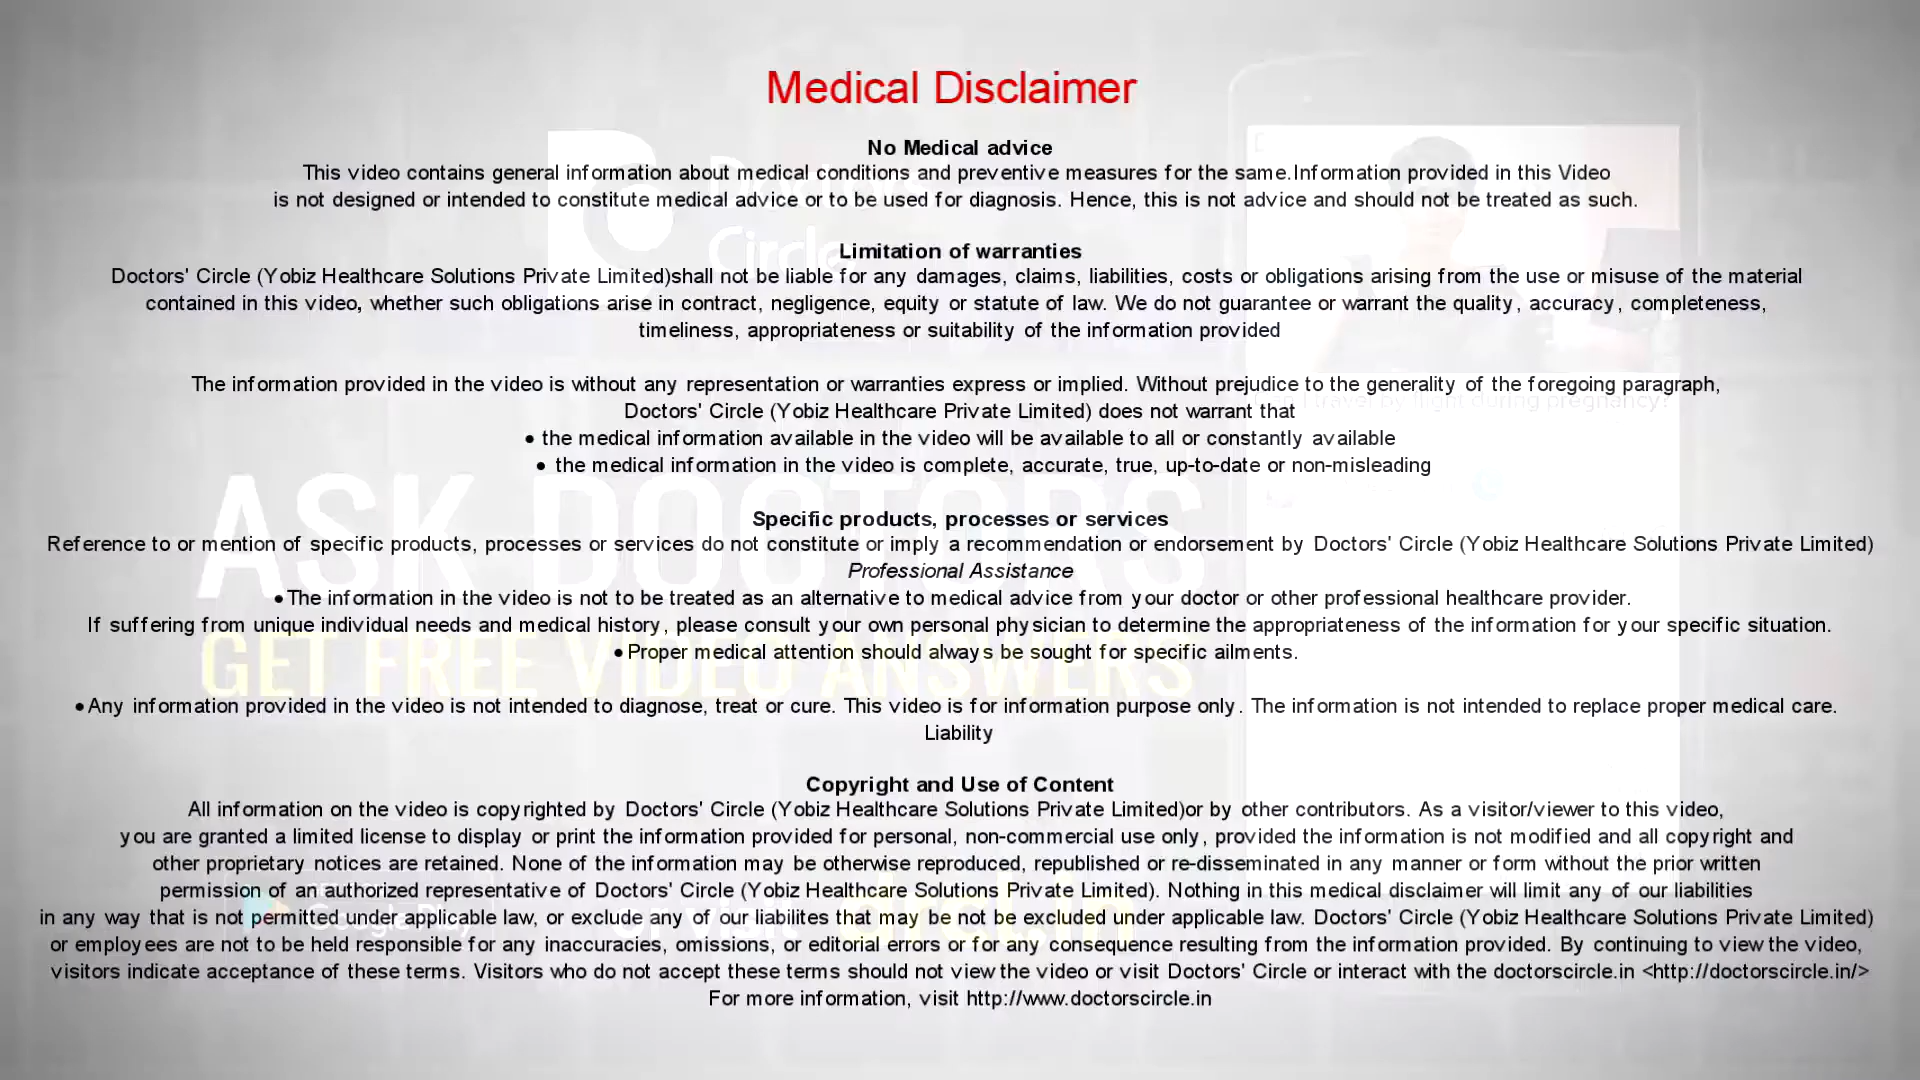 Medical Disclaimer
No Medical advice
This video contains general information about medical conditions and preventive measures for the same.Information provided in this Video
is not designed or intended to constitute medical advice or to be used for diagnosis. Hence, this is not advice and should not be treated as such.
Limitation of warranties
Doctors' Circle (Yobiz Healthcare Solutions Private Limited)shall not be liable for any damages, claims, liabilities, costs or obligations arising from the use or misuse of the material
contained in this video, whether such obligations arise in contract, negligence, equity or statute of law. We do not guarantee or warrant the quality, accuracy, completeness,
timeliness, appropriateness or suitability of the information provided
The information provided in the video is without any representation or warranties express or implied. Without prejudice to the generality of the foregoing paragraph,
Doctors' Circle (Yobiz Healthcare Private Limited) does not warrant that
• the medical information available in the video will be available to all or constantly available
• the medical information in the video is complete, accurate, true, up-to-date or non-misleading
Specific products, processes or services
Reference to or mention of specific products, processes or services do not constitute or imply a recommendation or endorsement by Doctors' Circle (Yobiz Healthcare Solutions Private Limited)
Professional Assistance
•The information in the video is not to be treated as an alternative to medical advice from your doctor or other professional healthcare provider.
If suffering from unique individual needs and medical history, please consult your own personal physician to determine the appropriateness of the information for your specific situation.
•Proper medical attention should always be sought for specific ailments.
•Any information provided in the video is not intended to diagnose, treat or cure. This video is for information purpose only. The information is not intended to replace proper medical care.
Liability
Copyright and Use of Content
All information on the video is copyrighted by Doctors' Circle (Yobiz Healthcare Solutions Private Limited)or by other contributors. As a visitor/viewer to this video,
you are granted a limited license to display or print the information provided for personal, non-commercial use only, provided the information is not modified and all copyright and
other proprietary notices are retained. None of the information may be otherwise reproduced, republished or re-disseminated in any manner or form without the prior written
permission of an authorized representative of Doctors' Circle (Yobiz Healthcare Solutions Private Limited). Nothing in this medical disclaimer will limit any of our liabilities
in any way that is not permitted under applicable law, or exclude any of our liabilites that may be not be excluded under applicable law. Doctors' Circle (Yobiz Healthcare Solutions Private Limited)
or employees are not to be held responsible for any inaccuracies, omissions, or editorial errors or for any consequence resulting from the information provided. By continuing to view the video,
visitors indicate acceptance of these terms. Visitors who do not accept these terms should not view the video or visit Doctors' Circle or interact with the doctorscircle.in <http://doctorscircle.in/>
For more information, visit http://www.doctorscircle.in
Doctors'
Circle
Can I travel by flight during pregnancy?
ASK DOCTORS
GET FREE VIDEO ANSWERS
Google Play
or visit drcl.in